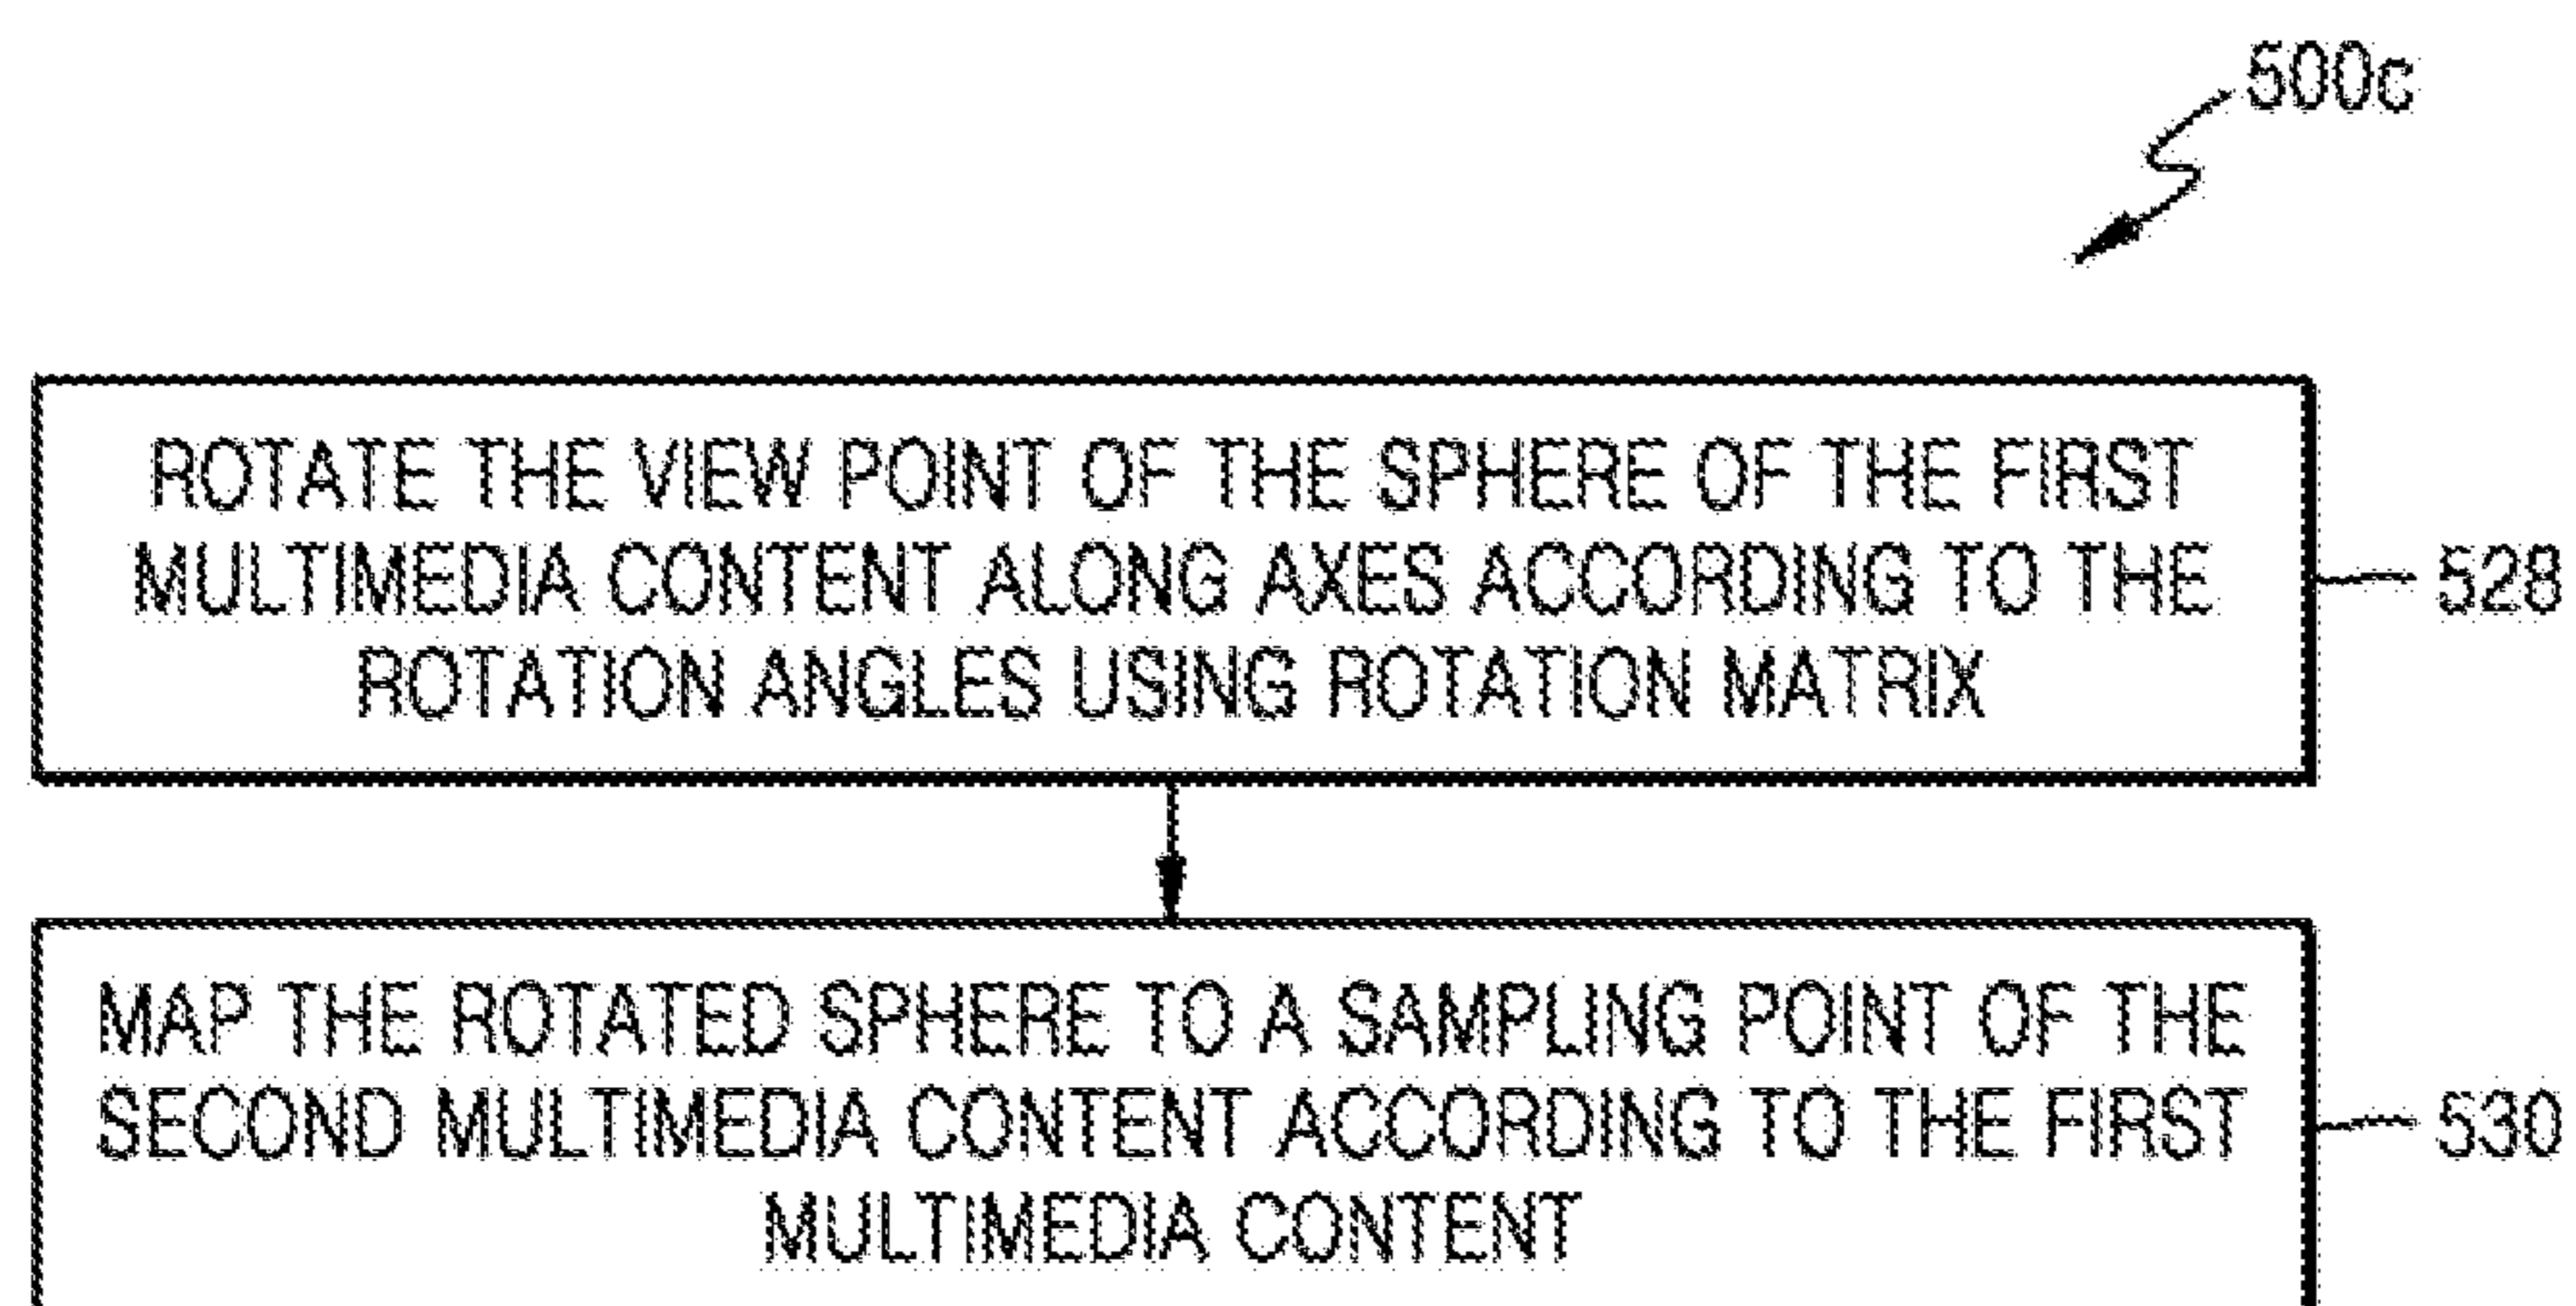 500c
ROTATE THE VIEW POINT OF THE SPHERE OF THE FIRST
MULTIMEDIA CONTENT ALONG AXES ACCORDING TO THE
ROTATION ANGLES USING ROTATION MATRIX
528
MAP THE ROTATED SPHERE TO A SAMPLING POINT OF THE
SECOND MULTIMEDIA CONTENT ACCORDING TO THE FIRST
MULTIMEDIA CONTENT
530